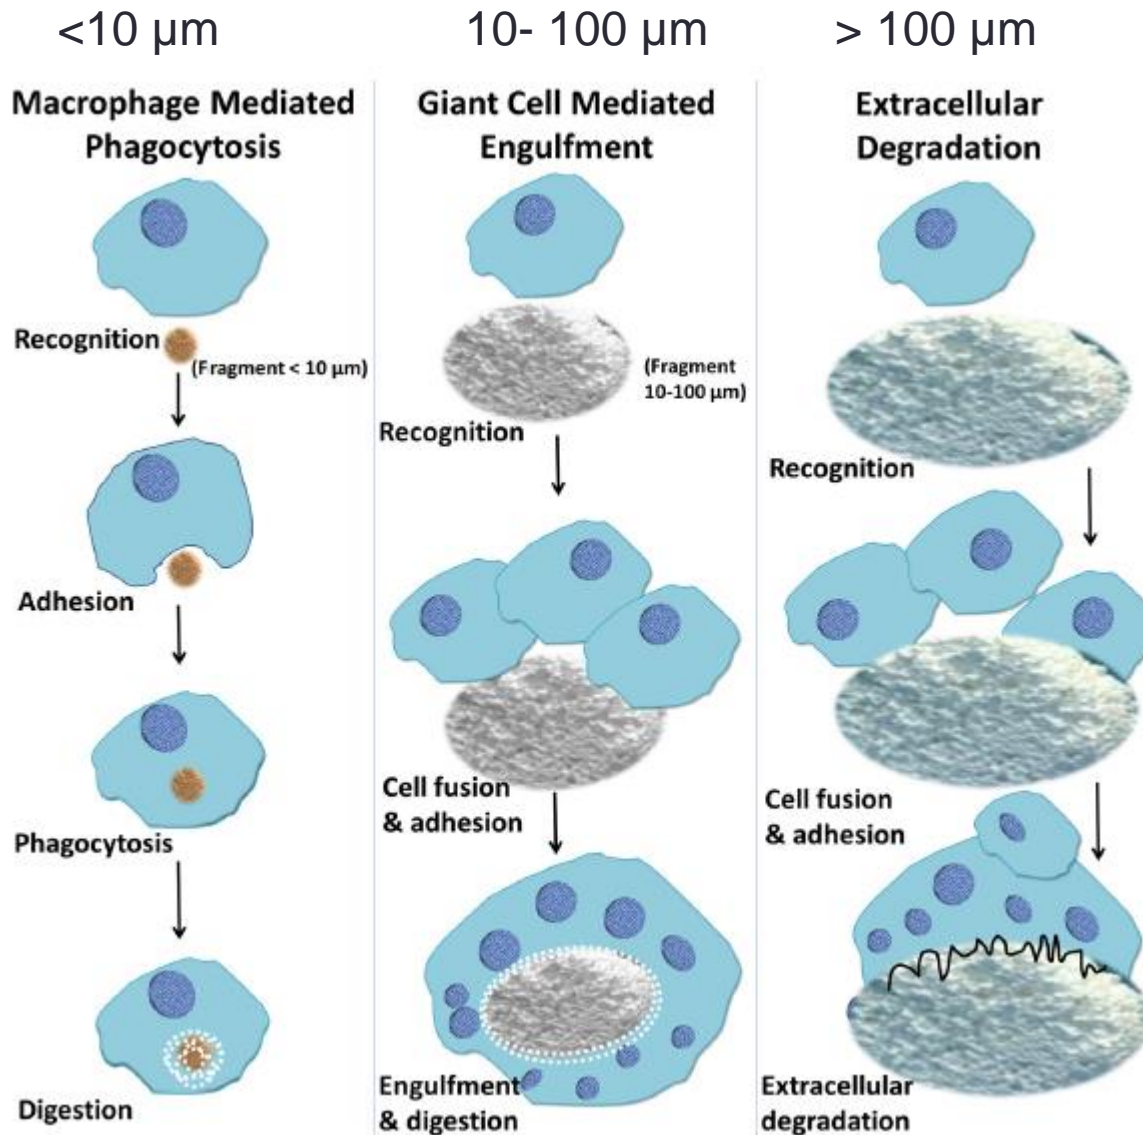 <10 µm
10- 100 µm
> 100 µm
Macrophage Mediated
Phagocytosis
Recognition
(Fragment < 10 µm)
Adhesion
Phagocytosis
Digestion
Giant Cell Mediated
Engulfment
(Fragment
10-100 µm)
Recognition
Cell fusion
& adhesion
Engulfment
& digestion
Extracellular
Degradation
Recognition
Cell fusion
& adhesion
Extracellular
degradation